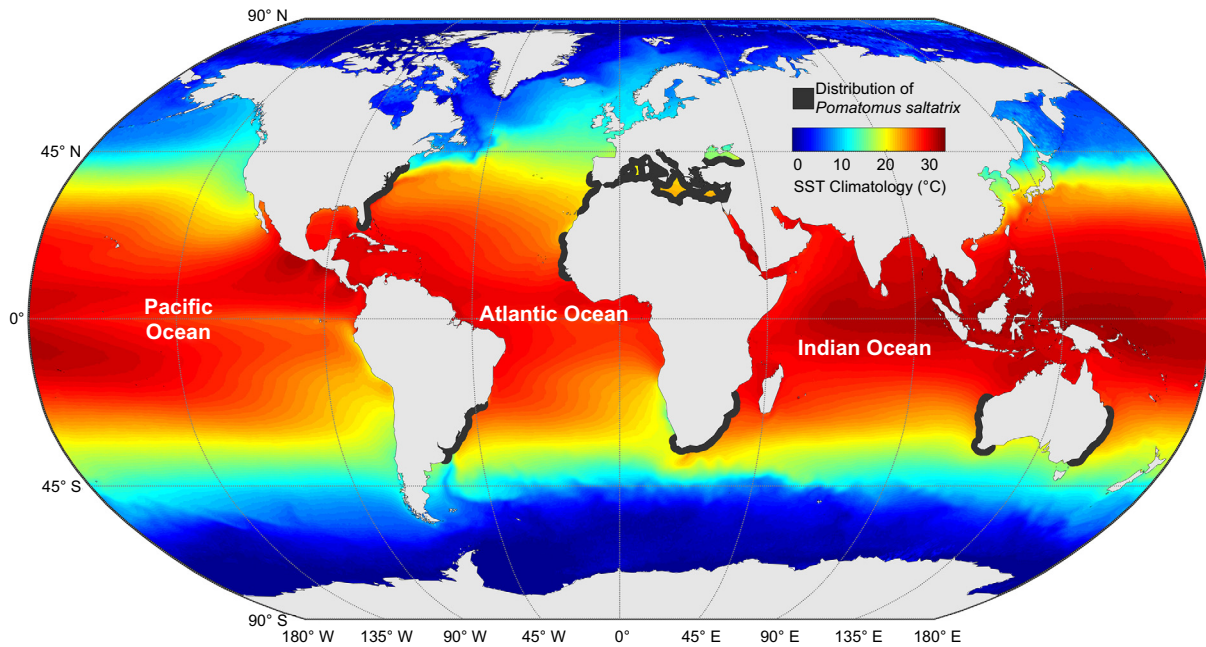 90° N
Distribution of
Pomatomus saltatrix
0 10 20 30
SST Climatology (°C)
45° N
Pacific
Ocean
Atlantic Ocean
Indian Ocean
0°
45° S
90° S
180° W 135° W 90° W 45° W 0° 45° E 90° E 135° E 180° E